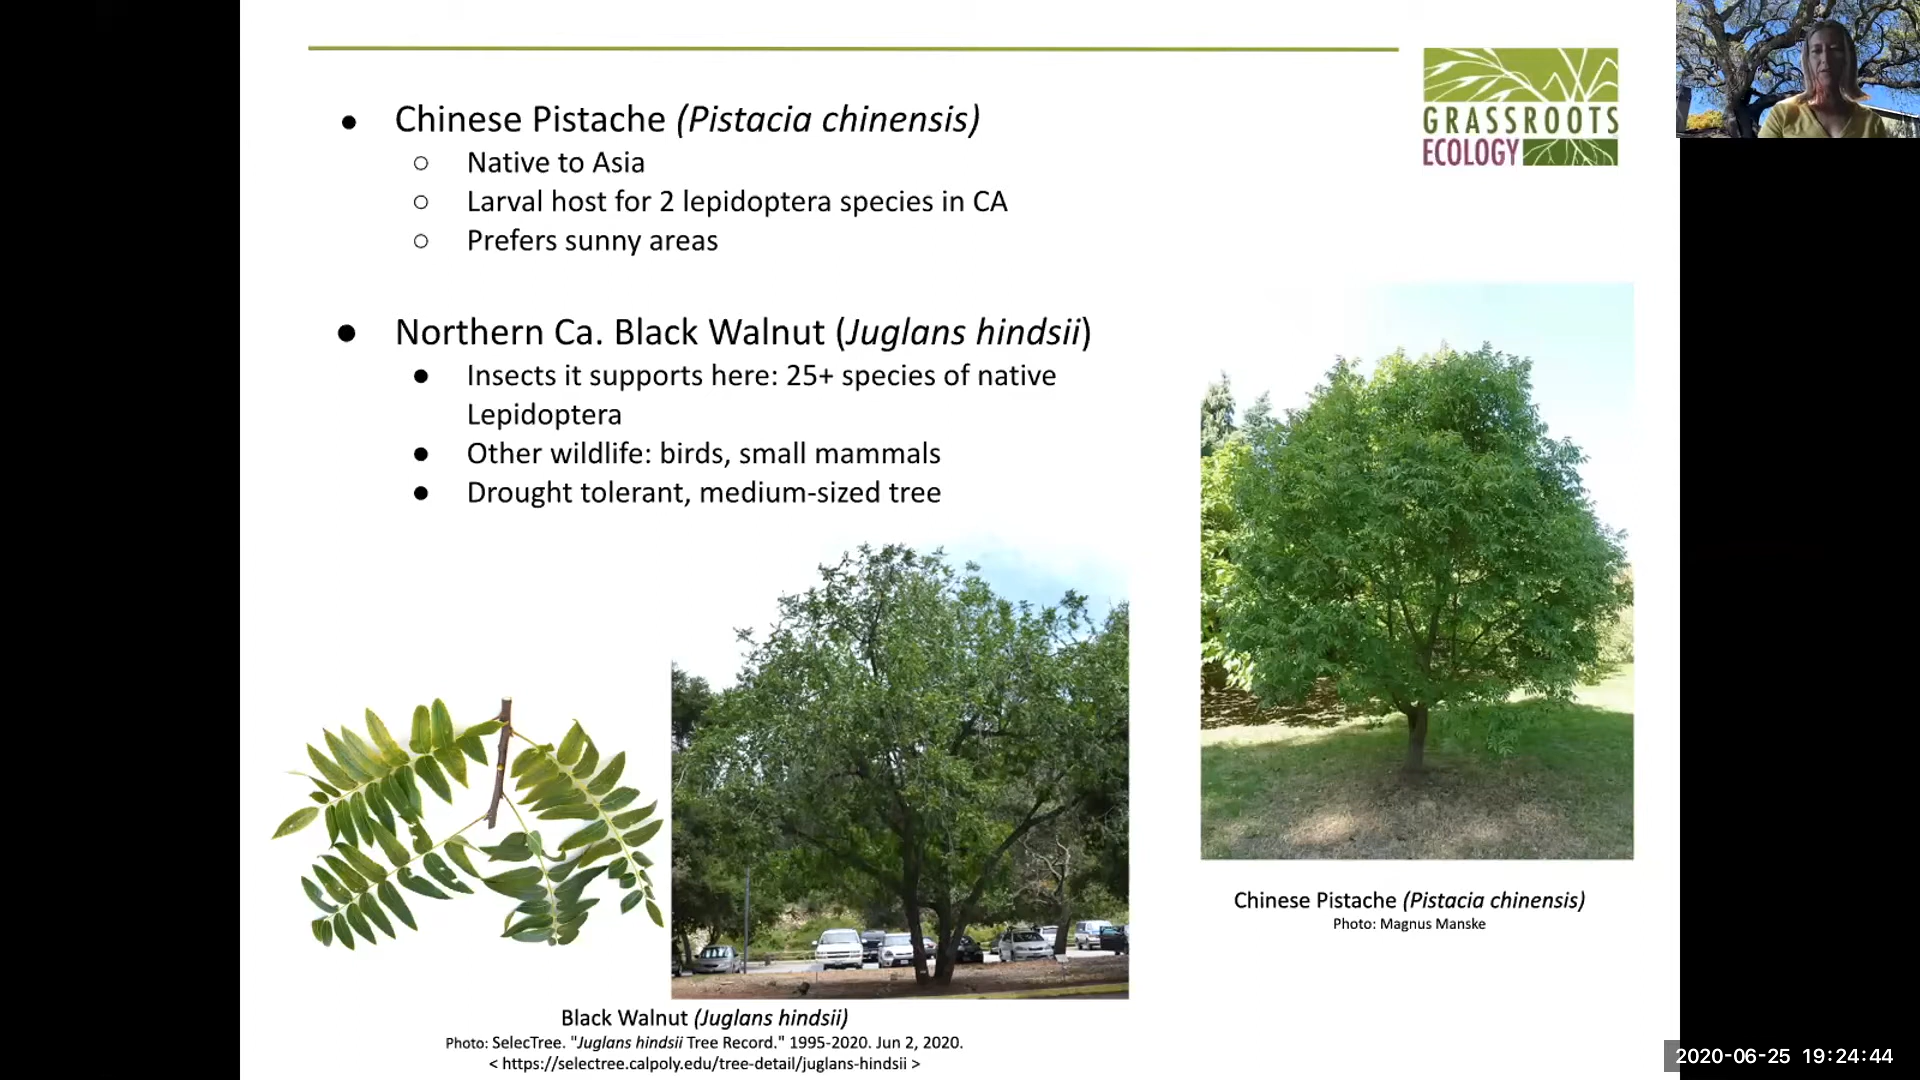 GRASSROOTS
ECOLOGY
Chinese Pistache (Pistacia chinensis)
Native to Asia
Larval host for 2 lepidoptera species in CA
Prefers sunny areas
Northern Ca. Black Walnut (Juglans hindsii)
Insects it supports here: 25+ species of native
Lepidoptera
Other wildlife: birds, small mammals
Drought tolerant, medium-sized tree
Chinese Pistache (Pistacia chinensis)
Photo: Magnus Manske
Black Walnut (Juglans hindsii)
Photo: SelecTree. "Juglans hindsii Tree Record." 1995-2020. Jun 2, 2020.
< https://selectree.calpoly.edu/tree-detail/juglans-hindsii >
2020-06-25 19:24:44